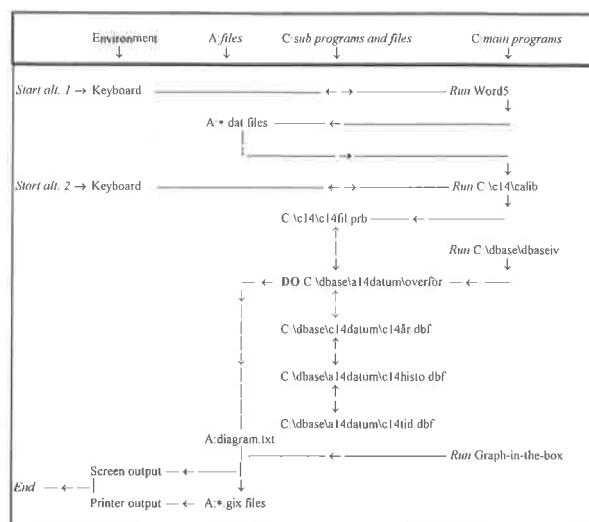 Environment A:files C:sub programs and files C:main programs
Start alt. 1 → Keyboard ← → Run Word5
A:* dat files ←
Start alt. 2 → Keyboard ← → Run C:\c14\calib
C:\c14\c14fil.prb ←
Run C:\dbase\dbaseiv
← DO C:\dbase\a14datum\overfor ←
C:\dbase\c14datum\c14år.dbf
C:\dbase\a14datum\c14histo.dbf
C:\dbase\a14datum\c14tid.dbf
A:diagram.txt
← Run Graph-in-the-box
Screen output ←
End ←
Printer output ← A:*.gix files